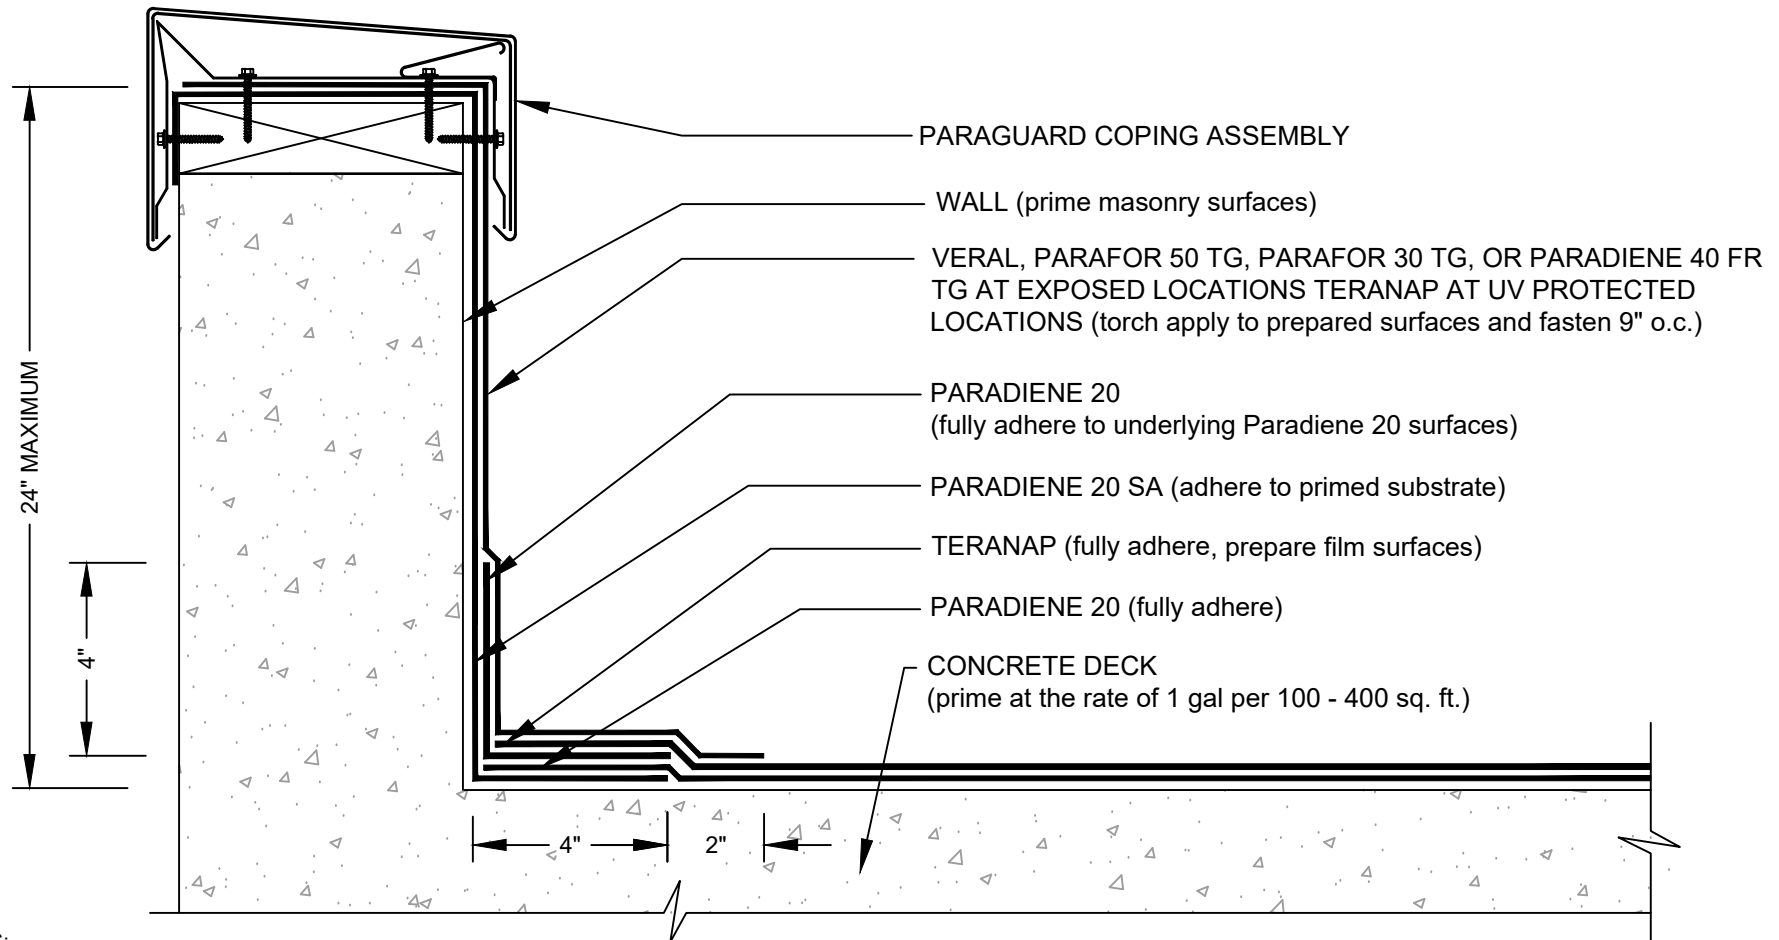 PARAGUARD COPING ASSEMBLY
WALL (prime masonry surfaces)
VERAL, PARAFOR 50 TG, PARAFOR 30 TG, OR PARADIENE 40 FR
TG AT EXPOSED LOCATIONS TERANAP AT UV PROTECTED
LOCATIONS (torch apply to prepared surfaces and fasten 9" o.c.)
PARADIENE 20
(fully adhere to underlying Paradiene 20 surfaces)
PARADIENE 20 SA (adhere to primed substrate)
TERANAP (fully adhere, prepare film surfaces)
PARADIENE 20 (fully adhere)
CONCRETE DECK
(prime at the rate of 1 gal per 100 - 400 sq. ft.)
24" MAXIMUM
4"
4"
2"